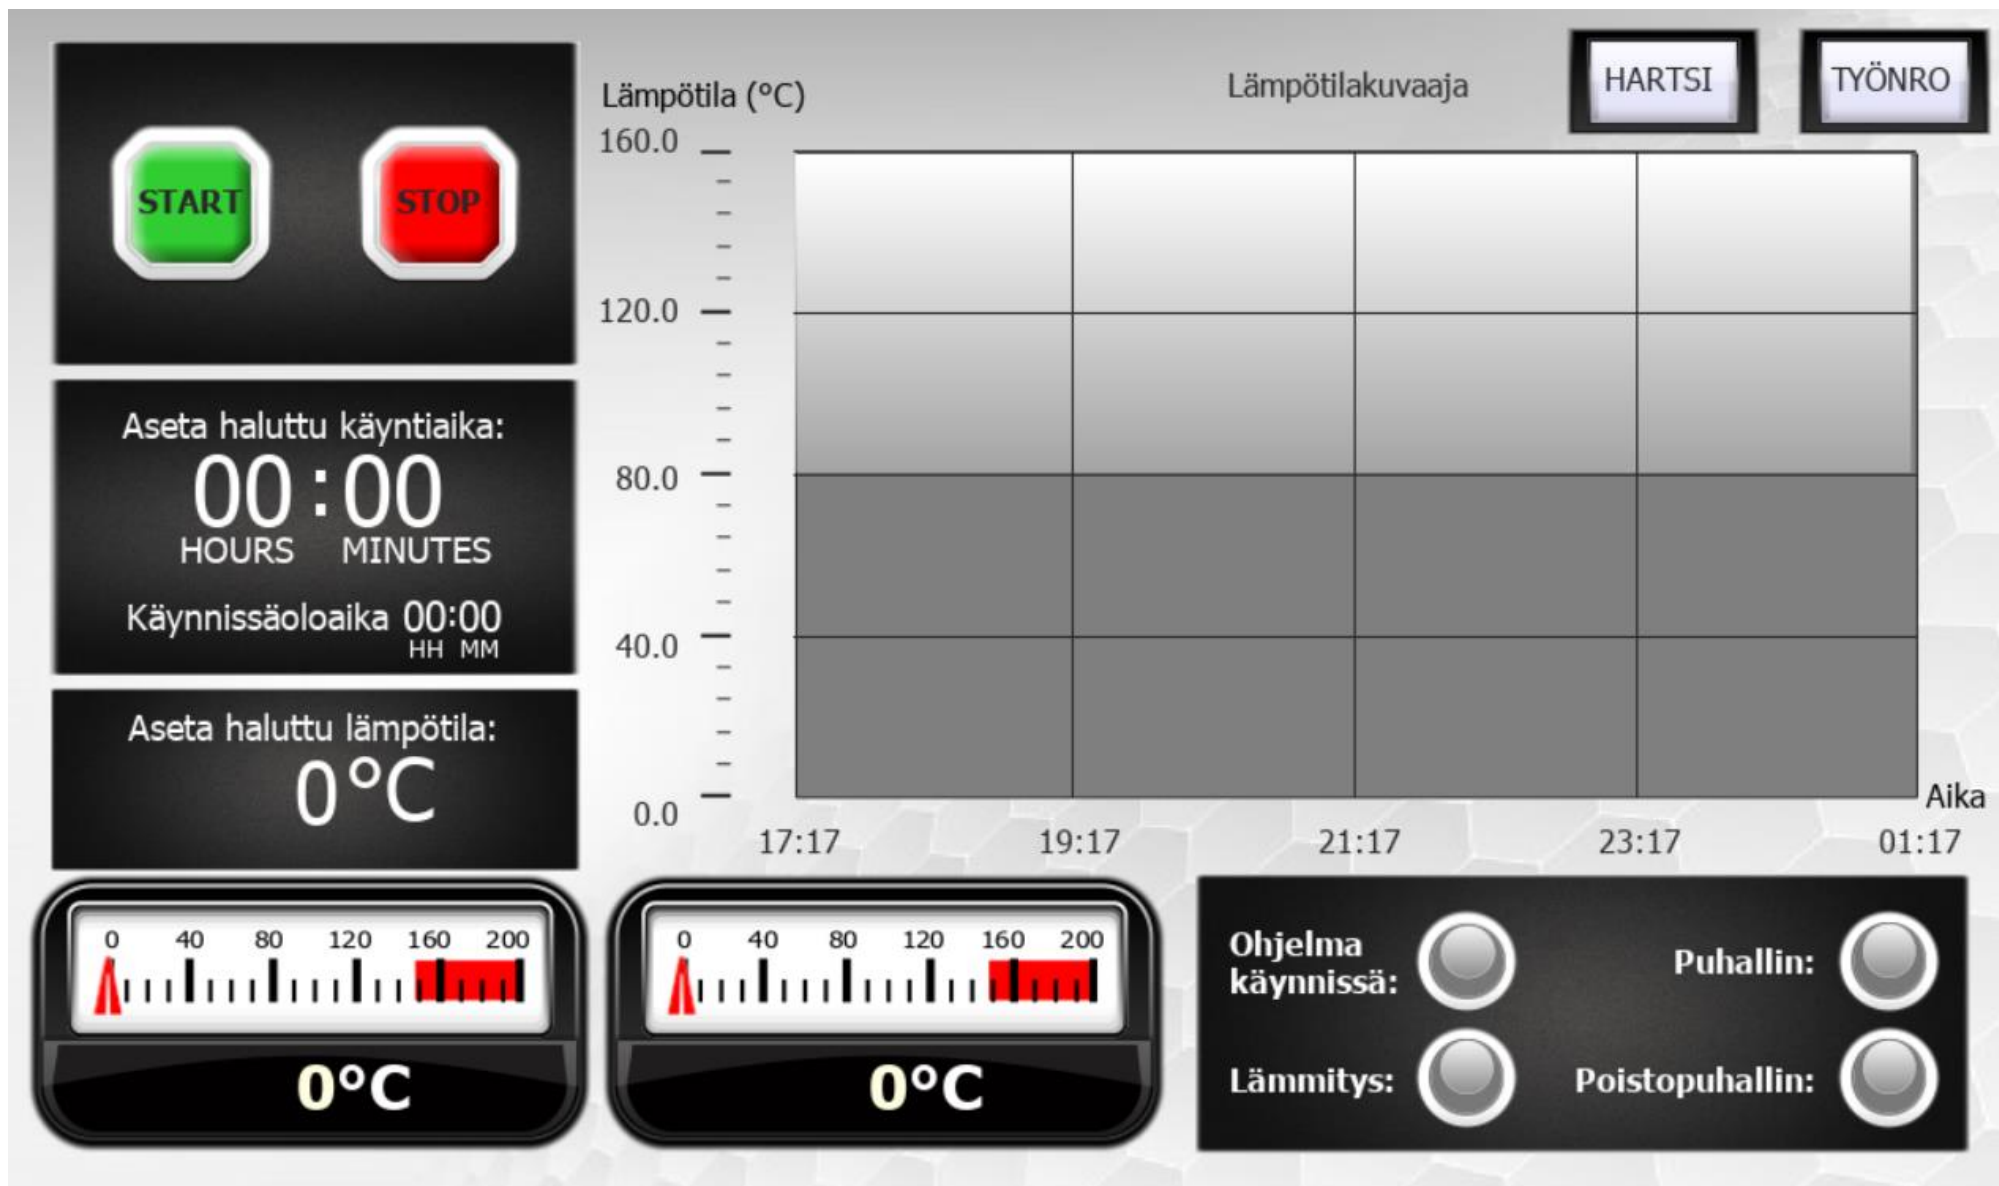 START
STOP
Aseta haluttu käyntiaika:
00:00
HOURS MINUTES
Käynnissäoloaika 00:00
HH MM
Aseta haluttu lämpötila:
0°C
Lämpötila (°C)
Lämpötilakuvaaja
HARTSI
TYÖNRO
160.0
120.0
80.0
40.0
0.0
17:17 19:17 21:17 23:17 01:17
Aika
0 40 80 120 160 200
0°C
0 40 80 120 160 200
0°C
Ohjelma
käynnissä:
Puhallin:
Lämmitys:
Poistopuhallin: